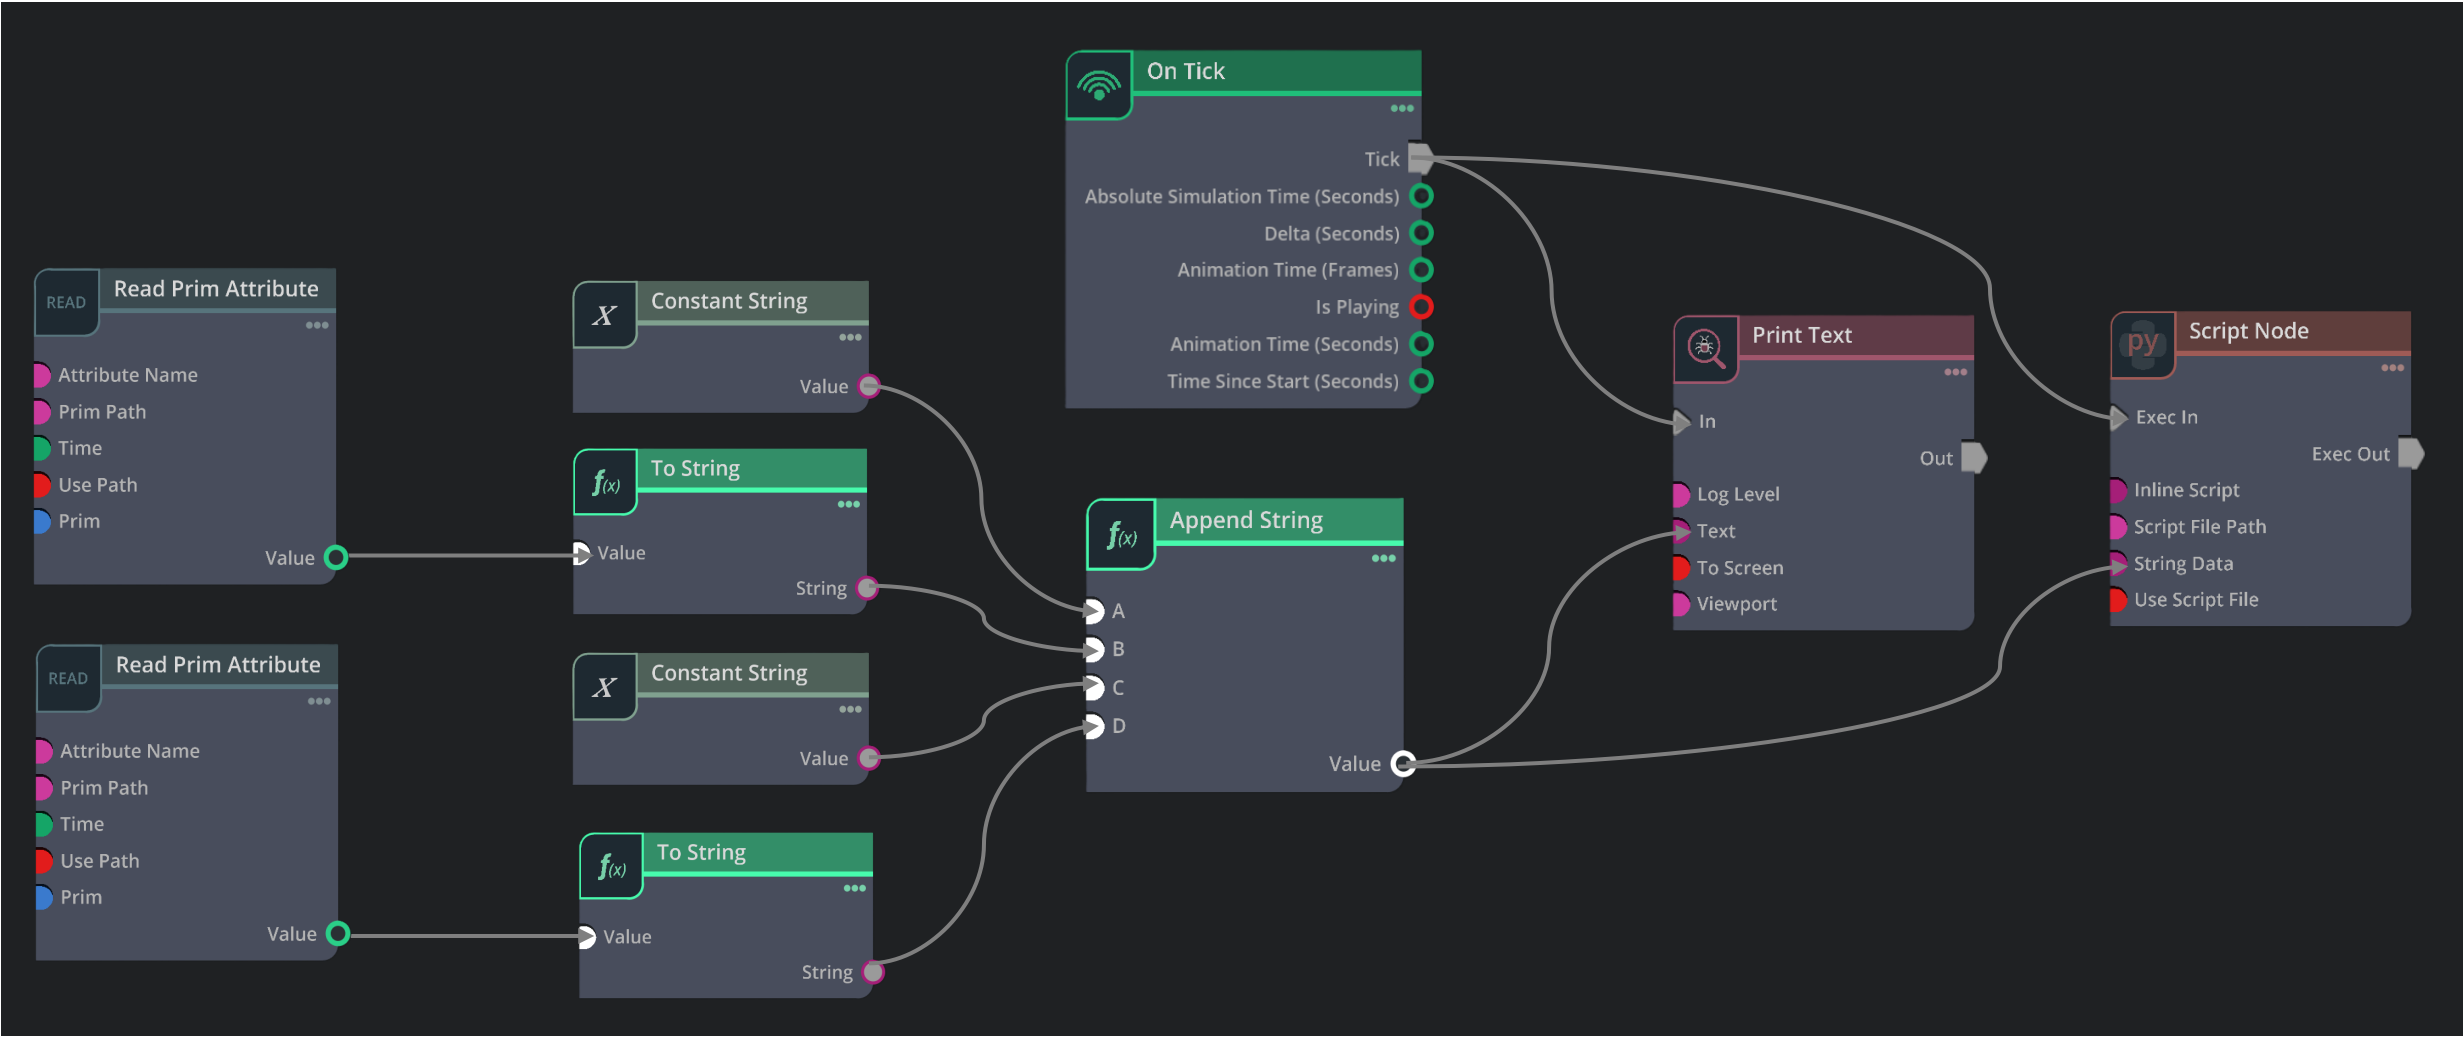 On Tick
Tick
Absolute Simulation Time (Seconds)
Delta (Seconds)
Animation Time (Frames)
Is Playing
Animation Time (Seconds)
Time Since Start (Seconds)
READ
Read Prim Attribute
Attribute Name
Prim Path
Time
Use Path
Prim
Value
READ
Read Prim Attribute
Attribute Name
Prim Path
Time
Use Path
Prim
Value
X
Constant String
Value
f(x)
To String
Value
String
X
Constant String
Value
f(x)
To String
Value
String
f(x)
Append String
A
B
C
D
Value
Print Text
In
Out
Log Level
Text
To Screen
Viewport
py
Script Node
Exec In
Exec Out
Inline Script
Script File Path
String Data
Use Script File